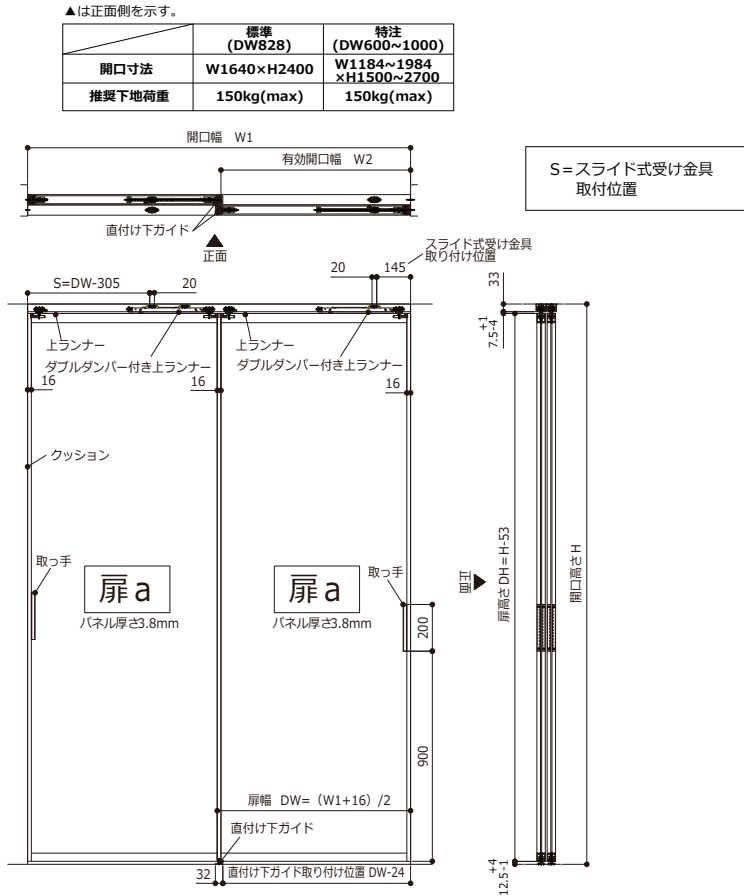 ▲は正面側を示す。
標準
(DW828)
特注
(DW600~1000)
開口寸法
W1640×H2400
W1184~1984
×H1500~2700
推奨下地荷重
150kg(max)
150kg(max)
開口幅 W1
有効開口幅 W2
S=スライド式受け金具
取付位置
直付け下ガイド
正面
スライド式受け金具
取り付け位置
S=DW-305
20
20
145
33
+1
7.5-4
上ランナー
ダブルダンパー付き上ランナー
上ランナー
ダブルダンパー付き上ランナー
16
16
16
クッション
取っ手
扉a
パネル厚さ3.8mm
扉a
パネル厚さ3.8mm
取っ手
正面
200
900
扉高さ DH=H-53
開口高さ H
扉幅 DW= (W1+16) /2
直付け下ガイド
32
直付け下ガイド取り付け位置 DW-24
+4
12.5-1